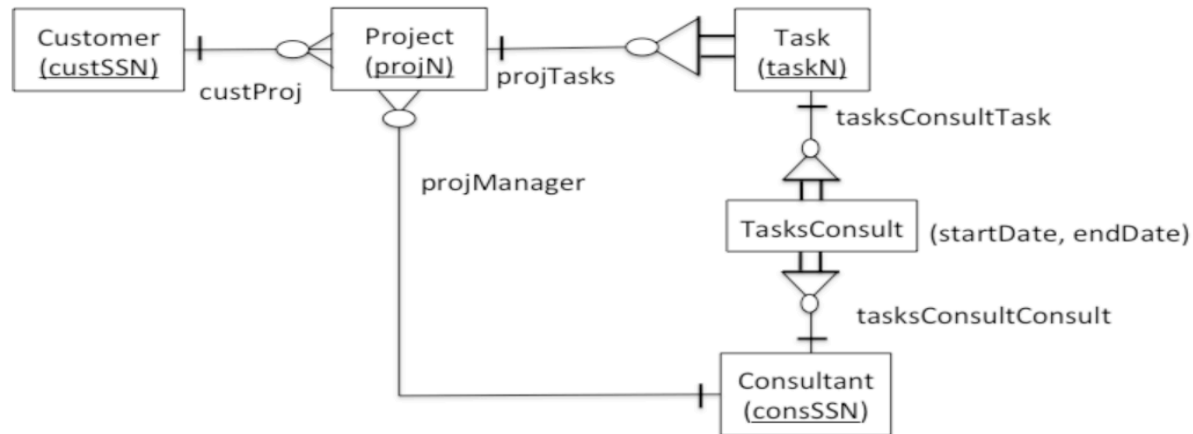 Customer
(custSSN)
custProj
Project
(projN)
projTasks
Task
(taskN)
tasksConsultTask
projManager
TasksConsult
(startDate, endDate)
tasksConsultConsult
Consultant
(consSSN)